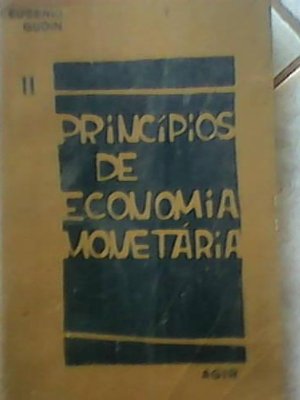 EUGENIO
GUDIN
II
PRINCÍPIOS
DE
ECONOMIA
MONETÁRIA
AGIR